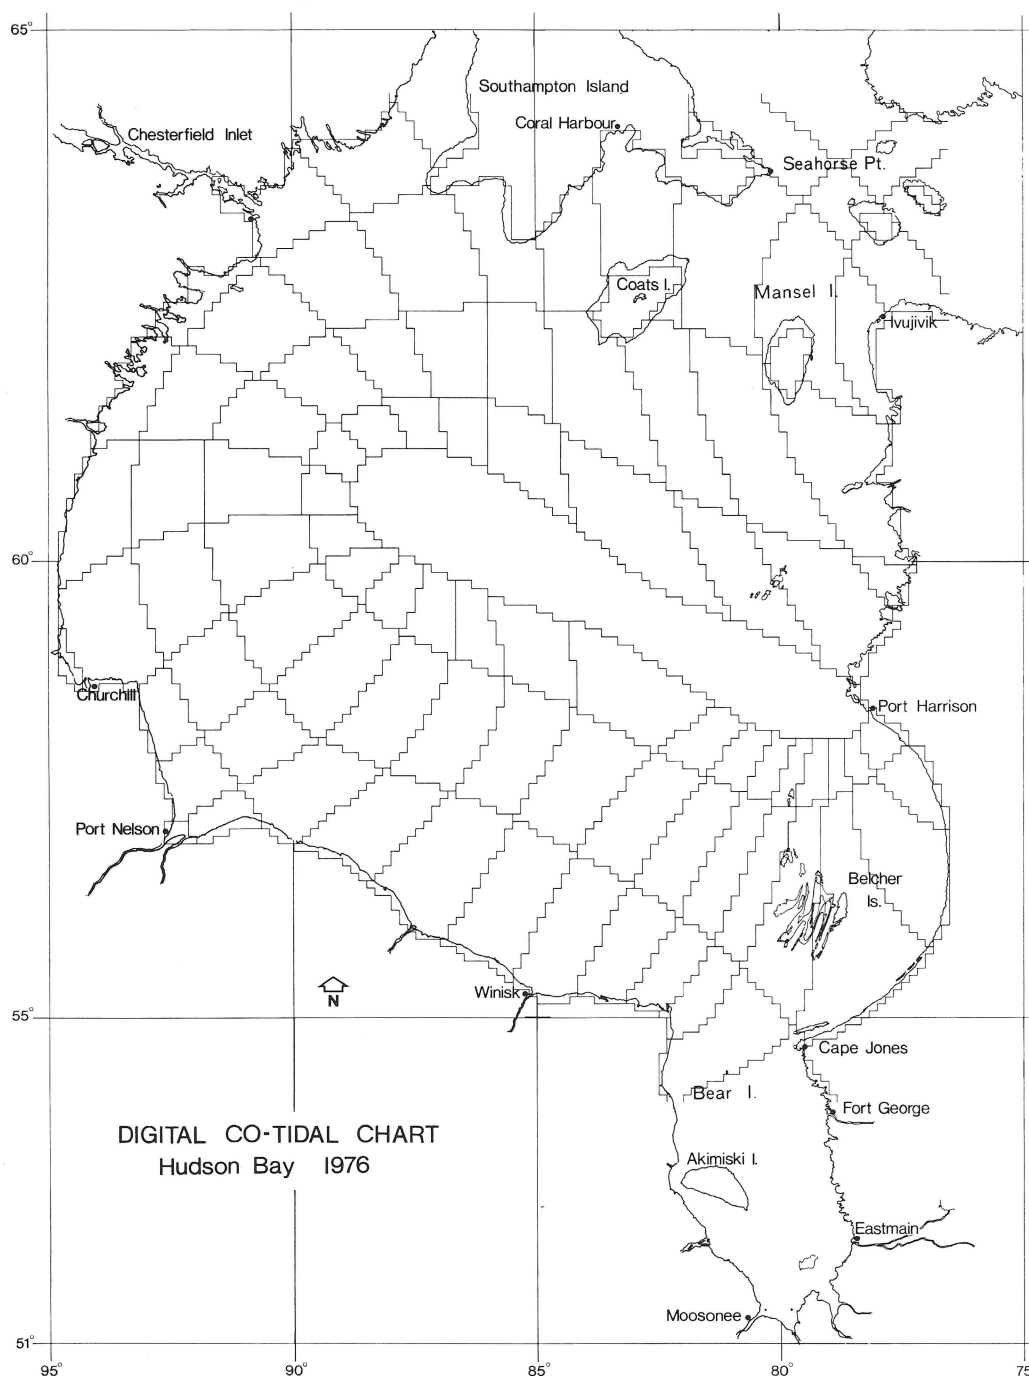 65°
Southampton Island
Coral Harbour
Chesterfield Inlet
Seahorse Pt.
Coats I.
Mansel I.
Ivujivik
60°
Churchill
Port Harrison
Port Nelson
Belcher
Is.
Winisk
N
55°
Cape Jones
Bear I.
Fort George
DIGITAL CO-TIDAL CHART
Hudson Bay 1976
Akimiski I.
Eastmain
Moosonee
51°
95°
90°
85°
80°
75